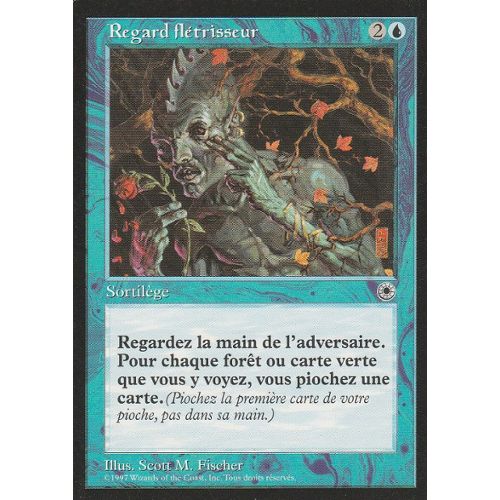 Regard flétrisseur 2
Sortilège
Regardez la main de l'adversaire.
Pour chaque forêt ou carte verte
que vous y voyez, vous piochez une
carte. (Piochez la première carte de votre
pioche, pas dans sa main.)
Illus. Scott M. Fischer
©1997 Wizards of the Coast, Inc. Tous droits réservés.